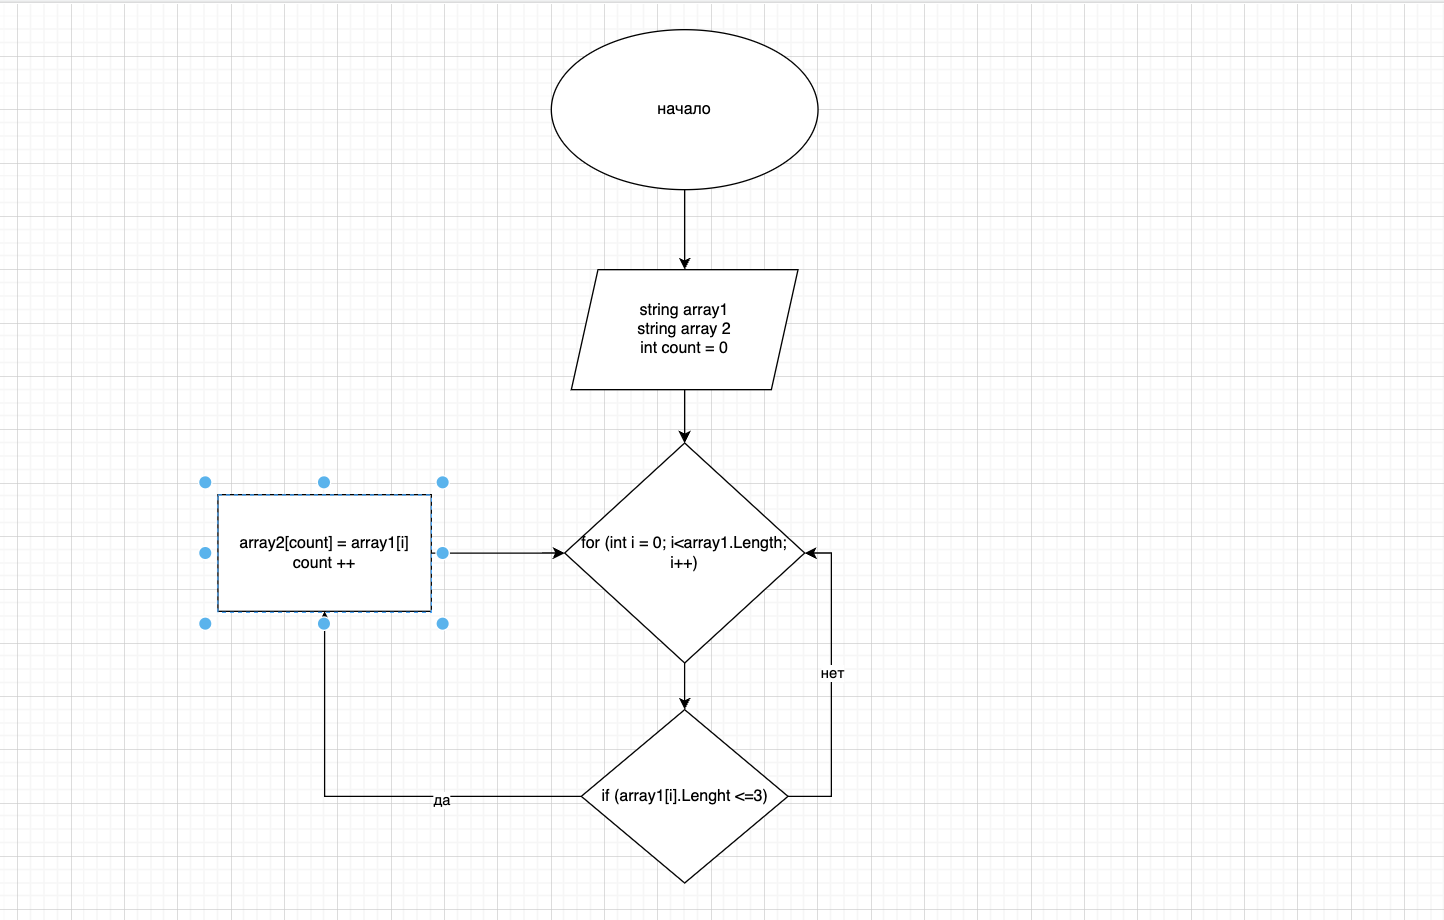 начало
string array1
string array 2
int count = 0
array2[count] = array1[i]
count ++
for (int i = 0; i<array1.Length;
i++)
нет
if (array1[i].Lenght <=3)
да